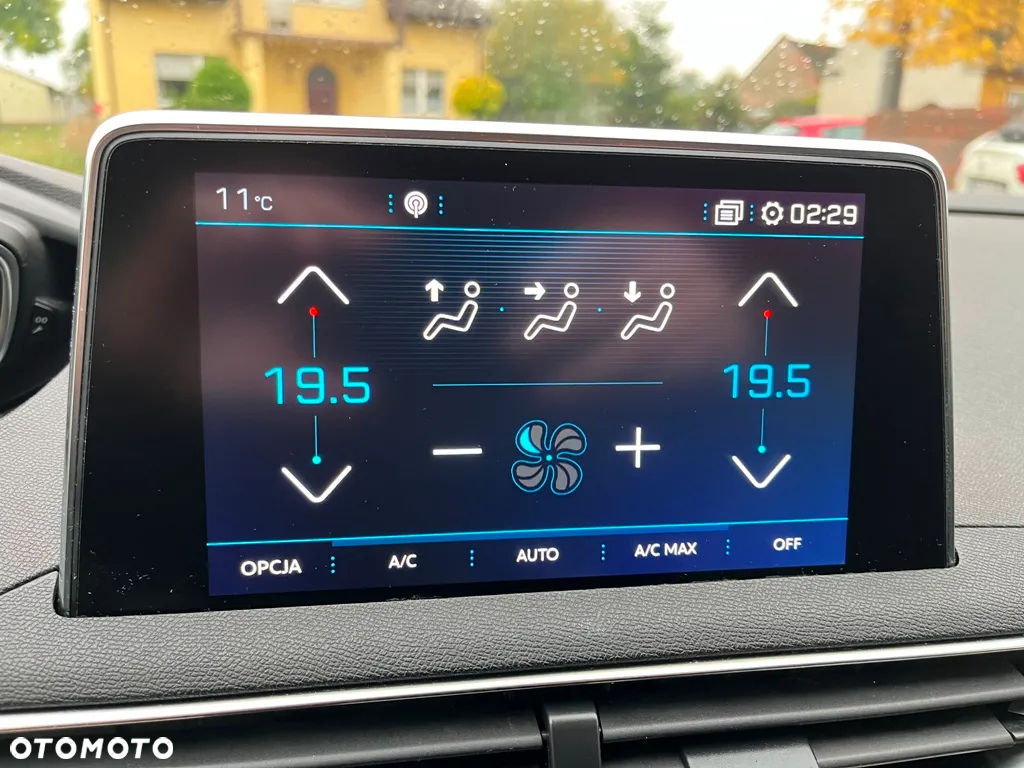 11°C
02:29
19.5
19.5
OPCJA A/C AUTO A/C MAX OFF
OTOMOTO